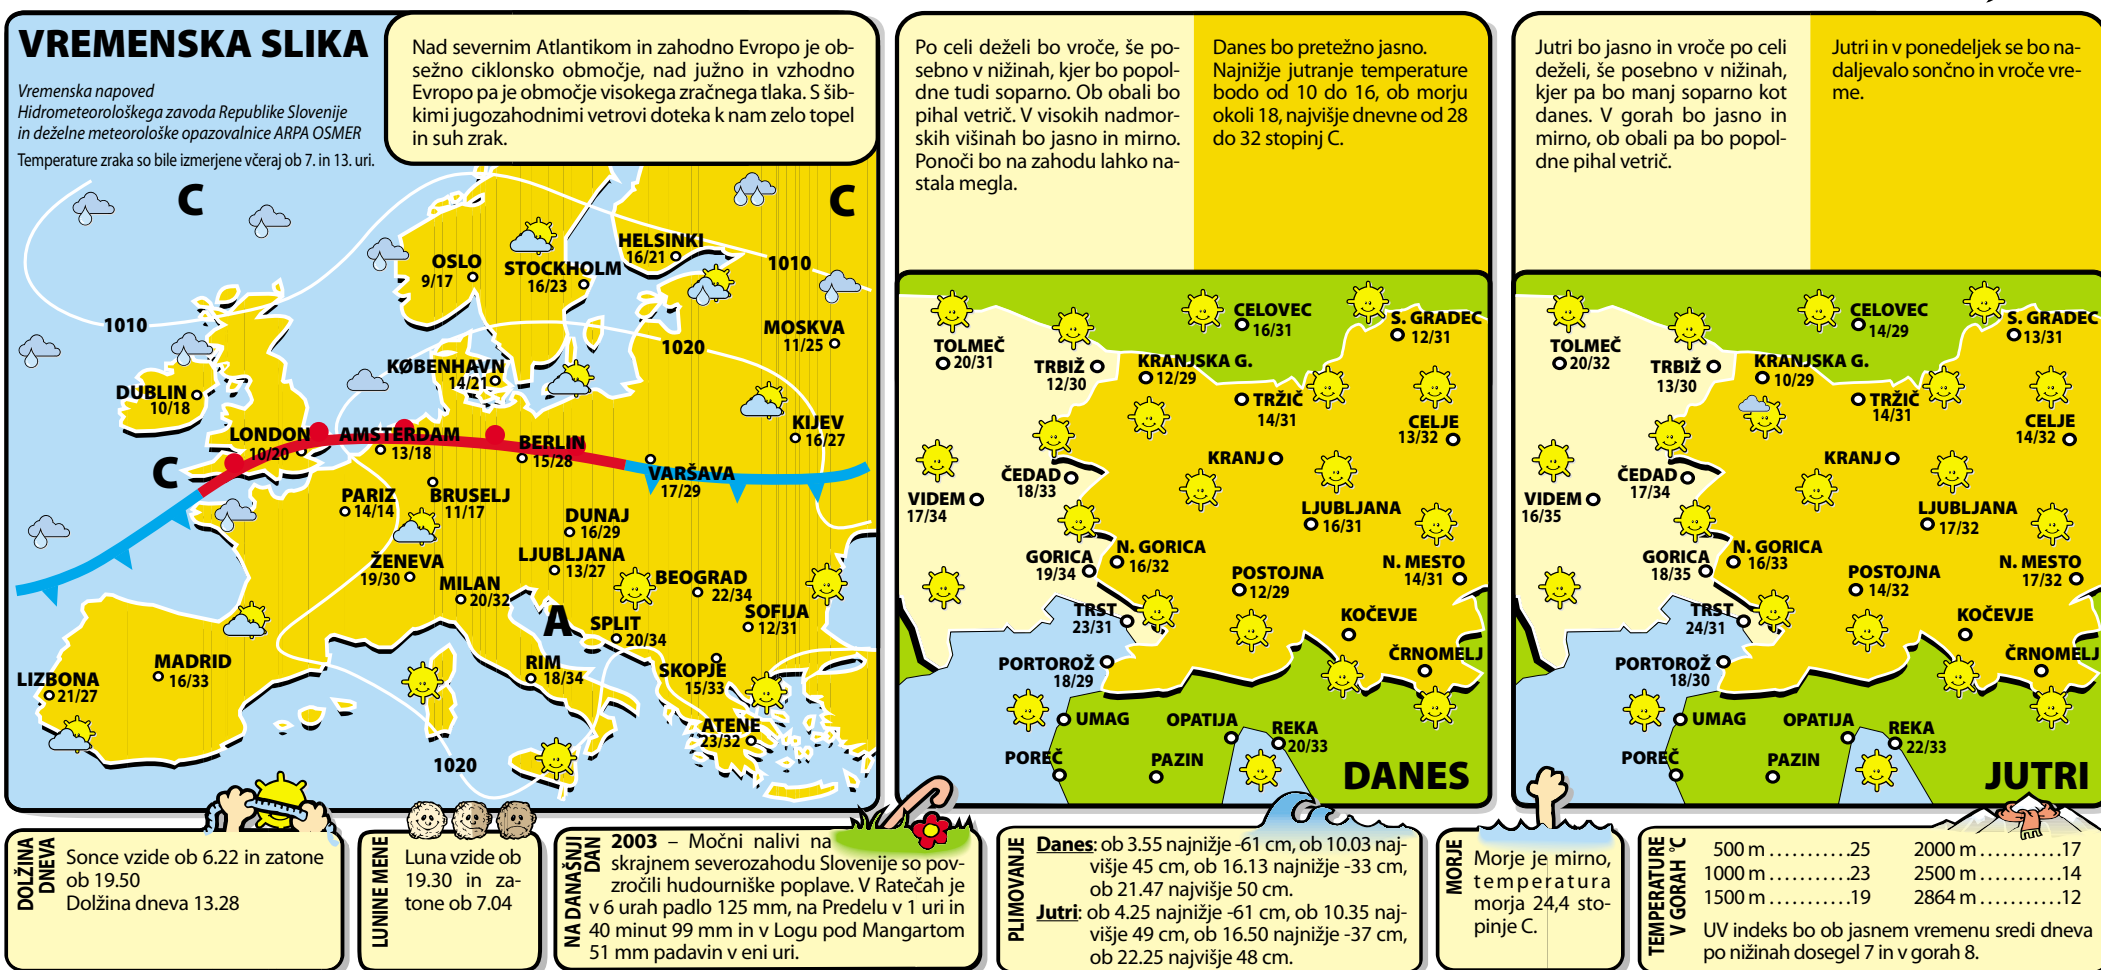 VREMENSKA SLIKA
Vremenska napoved
Hidrometeorološkega zavoda Republike Slovenije
in deželne meteorološke opazovalnice ARPA OSMER
Temperature zraka so bile izmerjene včeraj ob 7. in 13. uri.
Nad severnim Atlantikom in zahodno Evropo je ob-
sežno ciklonsko območje, nad južno in vzhodno
Evropo pa je območje visokega zračnega tlaka. S šib-
kimi jugozahodnimi vetrovi doteka k nam zelo topel
in suh zrak.
C
C
HELSINKI
16/21
OSLO
9/17
STOCKHOLM
16/23
1010
1010
MOSKVA
11/25
1020
KØBENHAVN
14/21
DUBLIN
10/18
KIJEV
16/27
LONDON
10/20
AMSTERDAM
13/18
BERLIN
15/28
C
VARŠAVA
17/29
PARIZ
14/14
BRUSELJ
11/17
DUNAJ
16/29
ŽENEVA
19/30
LJUBLJANA
13/27
MILAN
20/32
BEOGRAD
22/34
A
SPLIT
20/34
SOFIJA
12/31
MADRID
16/33
RIM
18/34
SKOPJE
15/33
LIZBONA
21/27
ATENE
23/32
1020
Po celi deželi bo vroče, še po-
sebno v nižinah, kjer bo popol-
dne tudi soparno. Ob obali bo
pihal vetrič. V visokih nadmor-
skih višinah bo jasno in mirno.
Ponoči bo na zahodu lahko na-
stala megla.
Danes bo pretežno jasno.
Najnižje jutranje temperature
bodo od 10 do 16, ob morju
okoli 18, najvišje dnevne od 28
do 32 stopinj C.
CELOVEC
16/31
S. GRADEC
12/31
TOLMEČ
20/31
TRBIŽ
12/30
KRANJSKA G.
12/29
TRŽIČ
14/31
CELJE
13/32
KRANJ
ČEDAD
18/33
VIDEM
17/34
LJUBLJANA
16/31
GORICA
19/34
N. GORICA
16/32
POSTOJNA
12/29
N. MESTO
14/31
TRST
23/31
KOČEVJE
PORTOROŽ
18/29
ČRNOMELJ
UMAG
OPATIJA
REKA
20/33
POREČ
PAZIN
DANES
Jutri bo jasno in vroče po celi
deželi, še posebno v nižinah,
kjer pa bo manj soparno kot
danes. V gorah bo jasno in
mirno, ob obali pa bo popol-
dne pihal vetrič.
Jutri in v ponedeljek se bo na-
daljevalo sončno in vroče vre-
me.
CELOVEC
14/29
S. GRADEC
13/31
TOLMEČ
20/32
TRBIŽ
13/30
KRANJSKA G.
10/29
TRŽIČ
14/31
CELJE
14/32
KRANJ
ČEDAD
17/34
VIDEM
16/35
LJUBLJANA
17/32
GORICA
18/35
N. GORICA
16/33
POSTOJNA
14/32
N. MESTO
17/32
TRST
24/31
KOČEVJE
PORTOROŽ
18/30
ČRNOMELJ
UMAG
OPATIJA
REKA
22/33
POREČ
PAZIN
JUTRI
DOLŽINA
DNEVA
Sonce vzide ob 6.22 in zatone
ob 19.50
Dolžina dneva 13.28
LUNINE MENE
Luna vzide ob
19.30 in za-
tone ob 7.04
NA DANAŠNJI
DAN
2003 – Močni nalivi na
skrajnem severozahodu Slovenije so pov-
zročili hudourniške poplave. V Ratečah je
v 6 urah padlo 125 mm, na Predelu v 1 uri in
40 minut 99 mm in v Logu pod Mangartom
51 mm padavin v eni uri.
PLIMOVANJE
Danes: ob 3.55 najnižje -61 cm, ob 10.03 naj-
višje 45 cm, ob 16.13 najnižje -33 cm,
ob 21.47 najvišje 50 cm.
Jutri: ob 4.25 najnižje -61 cm, ob 10.35 naj-
višje 49 cm, ob 16.50 najnižje -37 cm,
ob 22.25 najvišje 48 cm.
MORJE
Morje je mirno,
temperatura
morja 24,4 sto-
pinje C.
TEMPERATURE
V GORAH °C
500 m ...........25
1000 m ...........23
1500 m ...........19
2000 m ...........17
2500 m ...........14
2864 m ...........12
UV indeks bo ob jasnem vremenu sredi dneva
po nižinah dosegel 7 in v gorah 8.